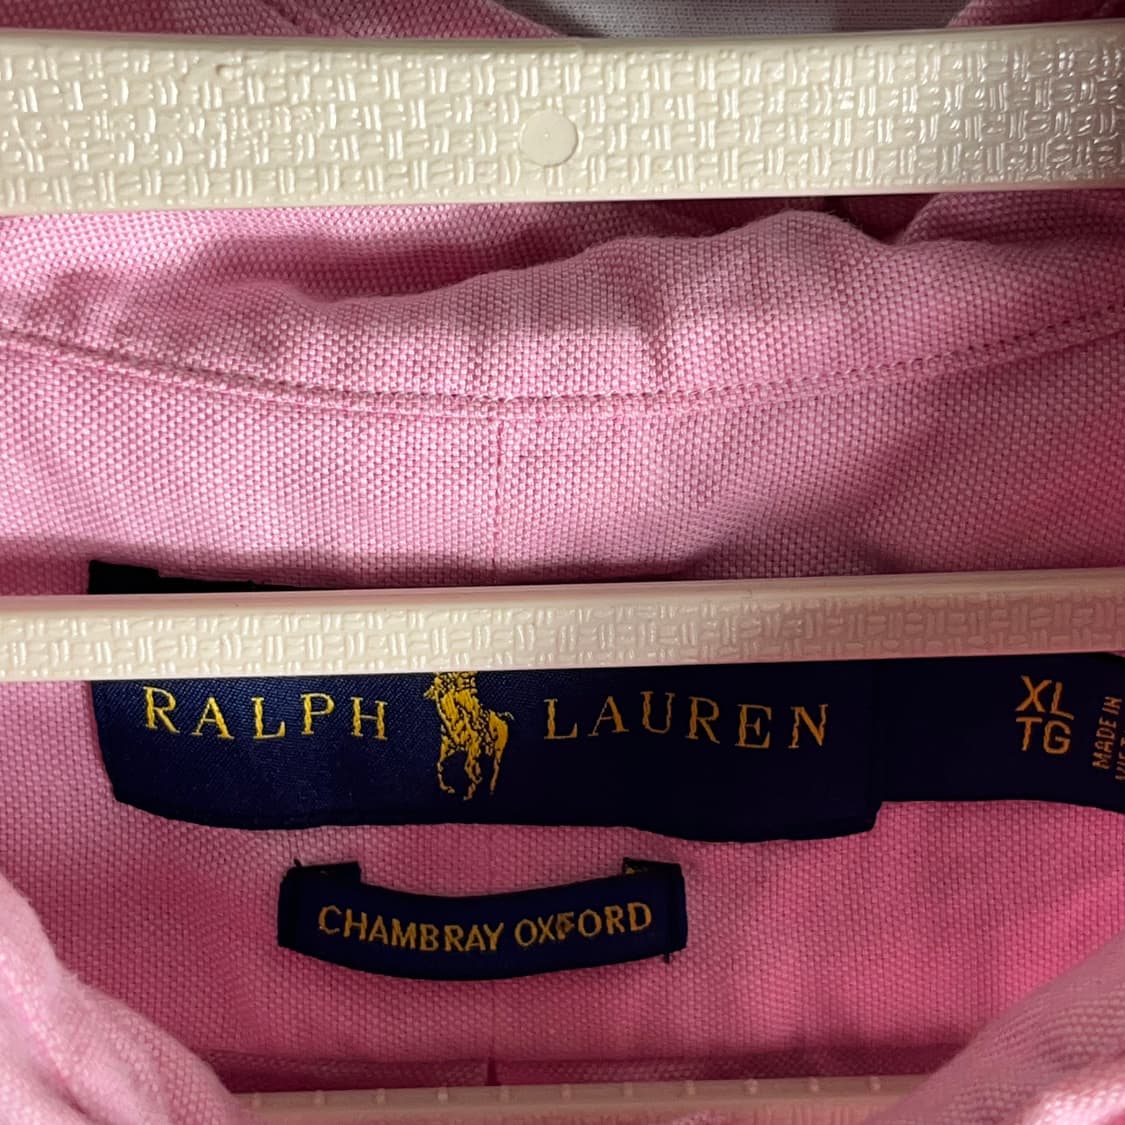 RALPH LAUREN
XL
TG
MADE IN
CHAMBRAY OXFORD